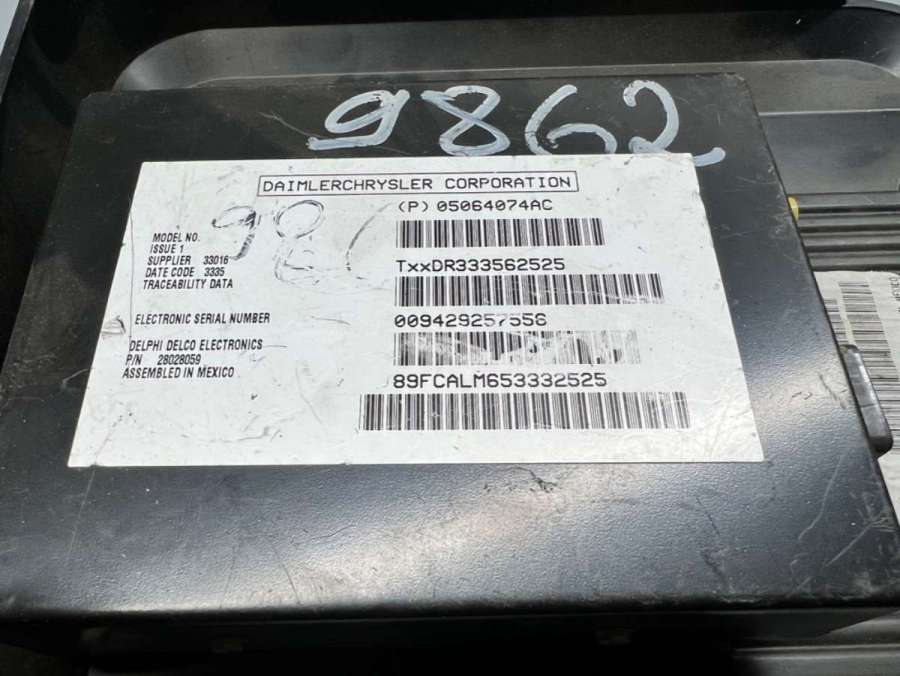 9862
DAIMLERCHRYSLER CORPORATION
(P) 05064074AC
MODEL NO.
ISSUE 1
SUPPLIER 33016
DATE CODE 3335
TRACEABILITY DATA
TxxDR333562525
ELECTRONIC SERIAL NUMBER
009429257556
DELPHI DELCO ELECTRONICS
P/N 28028059
ASSEMBLED IN MEXICO
89FCALM653332525